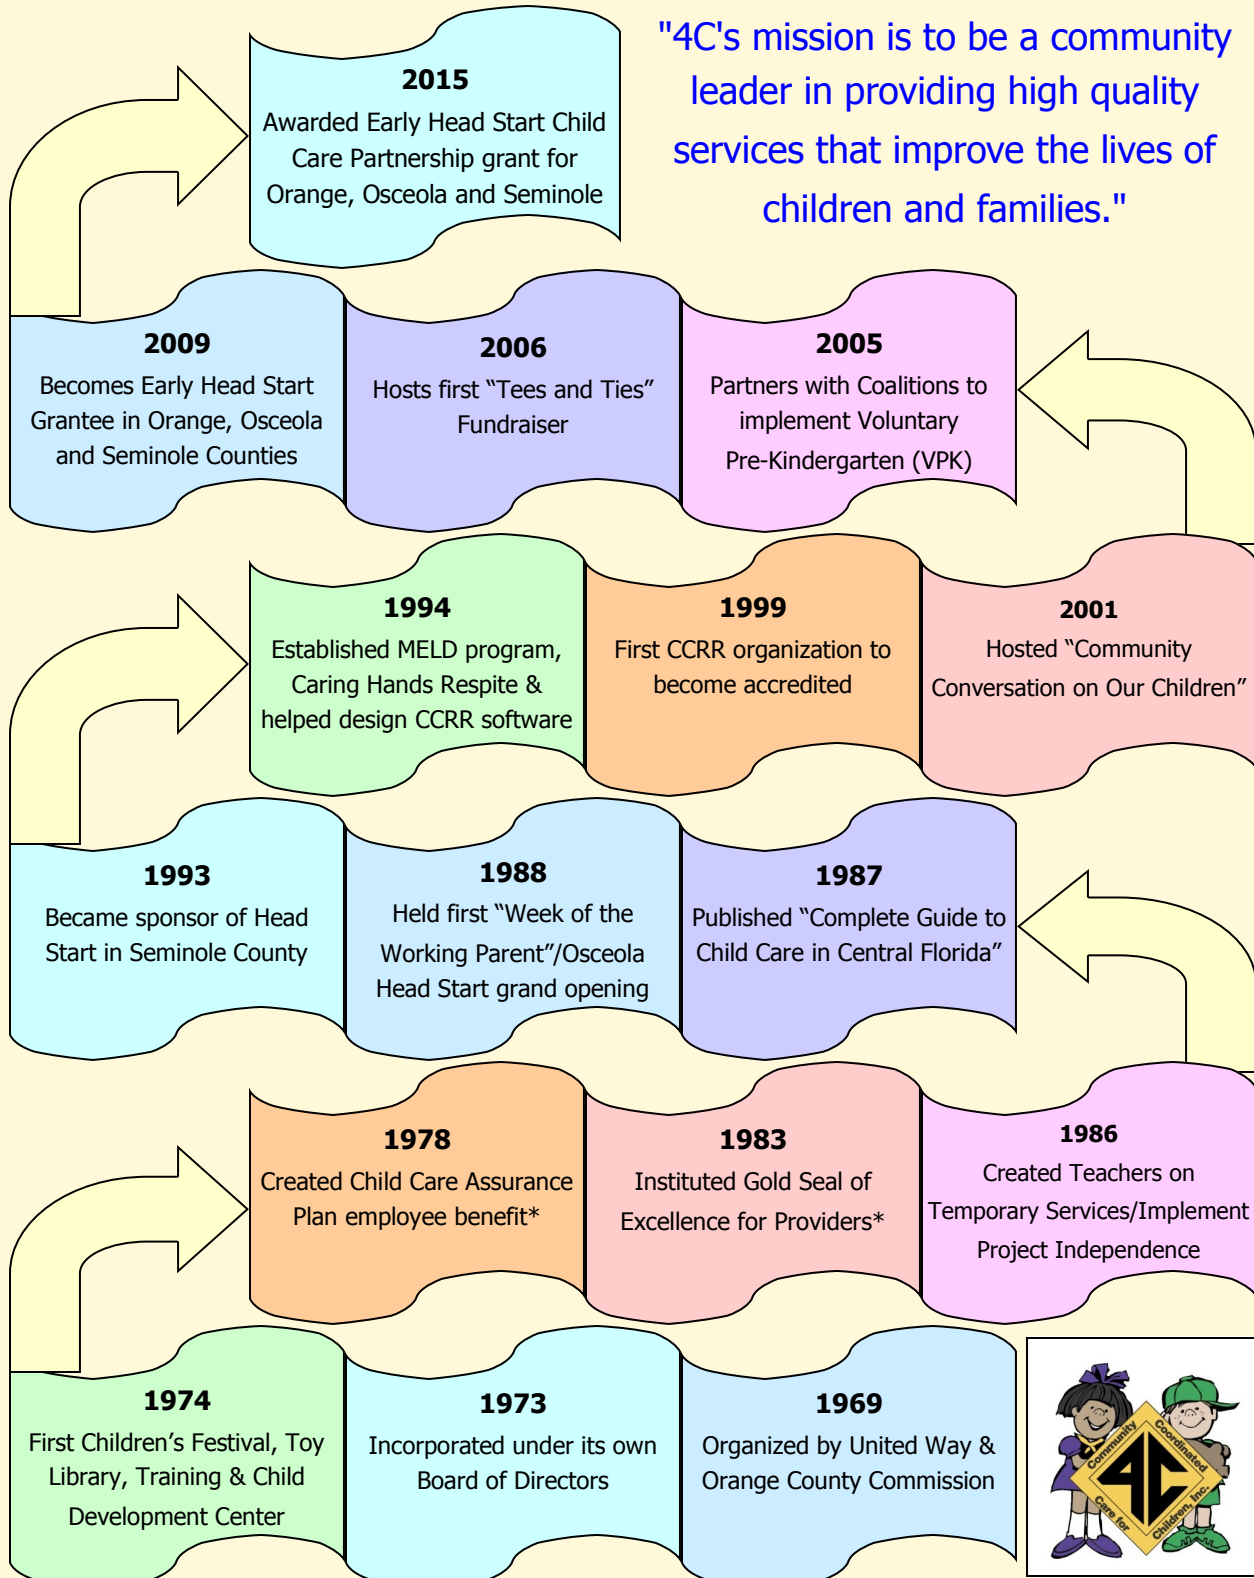 "4C's mission is to be a community
leader in providing high quality
services that improve the lives of
children and families."
2015
Awarded Early Head Start Child
Care Partnership grant for
Orange, Osceola and Seminole
2009
Becomes Early Head Start
Grantee in Orange, Osceola
and Seminole Counties
2006
Hosts first “Tees and Ties”
Fundraiser
2005
Partners with Coalitions to
implement Voluntary
Pre-Kindergarten (VPK)
1994
Established MELD program,
Caring Hands Respite &
helped design CCRR software
1999
First CCRR organization to
become accredited
2001
Hosted “Community
Conversation on Our Children”
1993
Became sponsor of Head
Start in Seminole County
1988
Held first “Week of the
Working Parent”/Osceola
Head Start grand opening
1987
Published “Complete Guide to
Child Care in Central Florida”
1978
Created Child Care Assurance
Plan employee benefit*
1983
Instituted Gold Seal of
Excellence for Providers*
1986
Created Teachers on
Temporary Services/Implement
Project Independence
1974
First Children’s Festival, Toy
Library, Training & Child
Development Center
1973
Incorporated under its own
Board of Directors
1969
Organized by United Way &
Orange County Commission
Community
Coordinated
4C
Care for
Children, Inc.